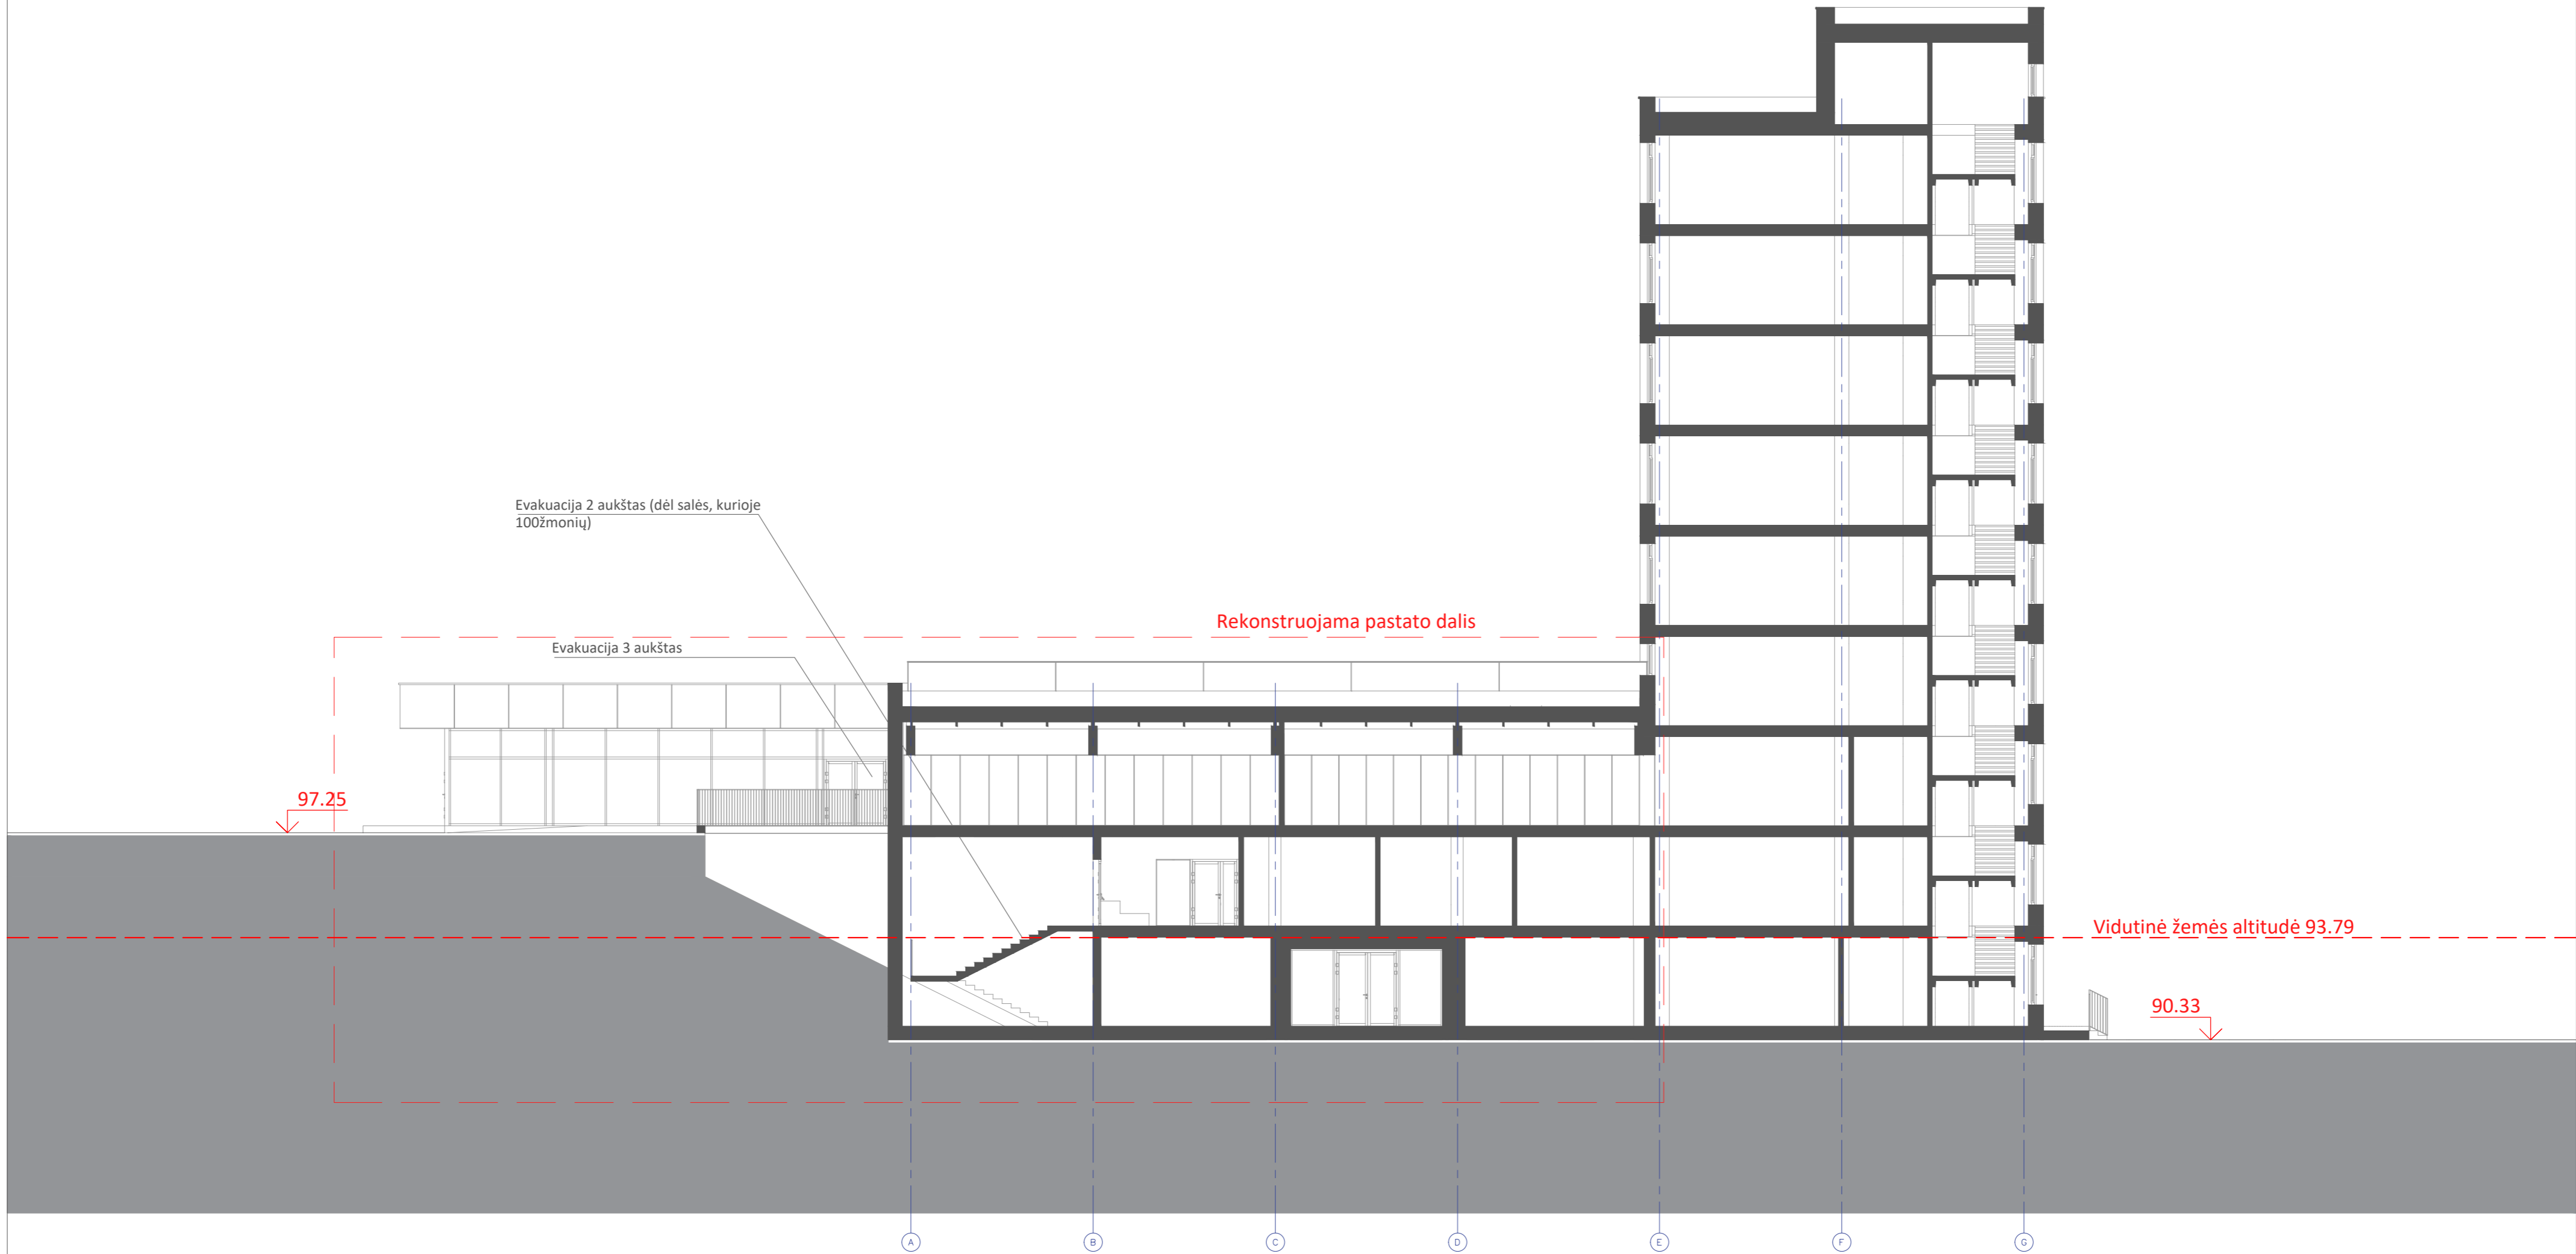 Evakuacija 2 aukštas (dėl salės, kurioje
100žmonių)
Rekonstruojama pastato dalis
Evakuacija 3 aukštas
97.25
Vidutinė žemės altitudė 93.79
90.33
A
B
C
D
E
F
G